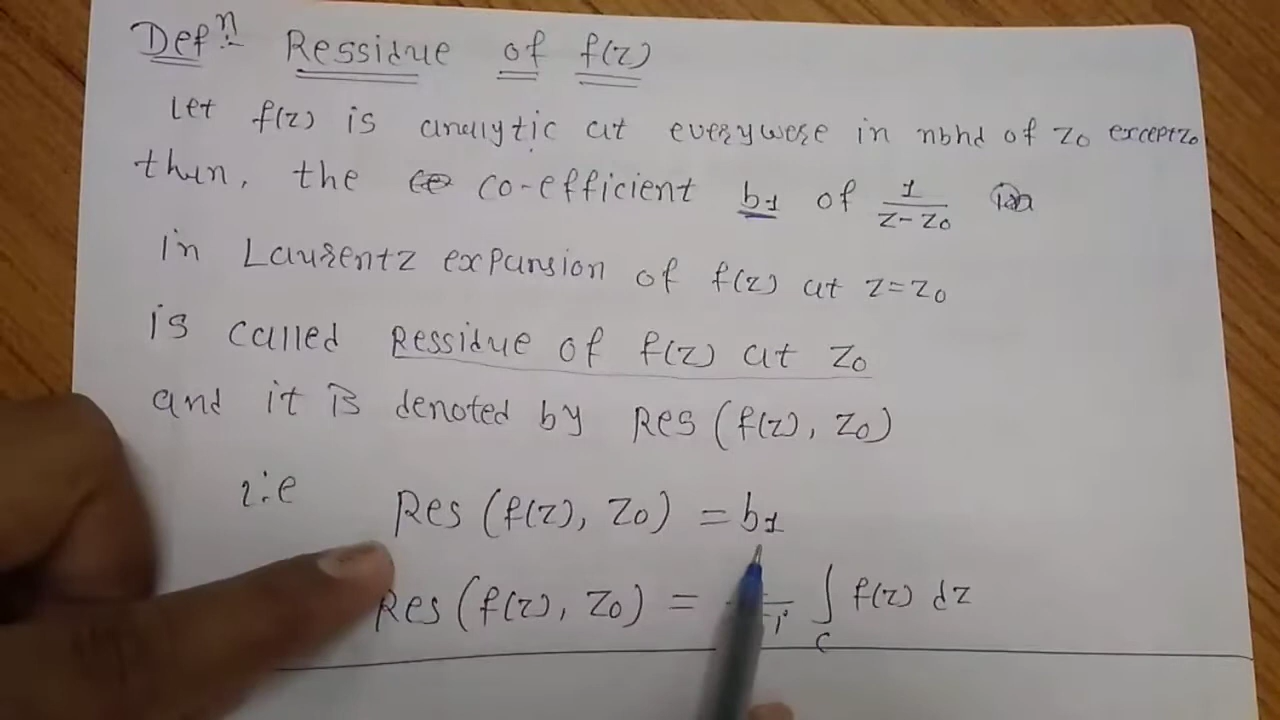 Defⁿ:- Ressidue of f(z)
Let f(z) is analytic at everywere in nbhd of z0 except z0
then, the co-efficient b1 of 1/(z-z0)
in Laurentz expansion of f(z) at z=z0
is called Ressidue of f(z) at z0
and it is denoted by Res (f(z), z0)
i.e Res (f(z), z0) = b1
Res (f(z), z0) = ∫c f(z) dz